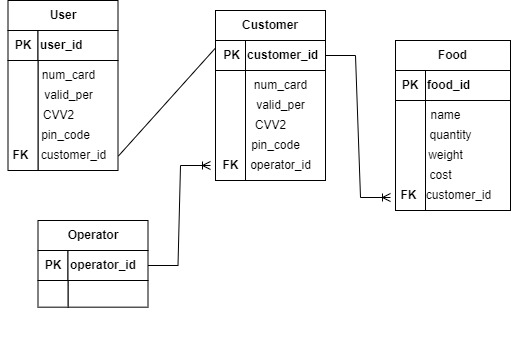 User
PK user_id
num_card
valid_per
CVV2
pin_code
FK customer_id
Customer
PK customer_id
num_card
valid_per
CVV2
pin_code
FK operator_id
Food
PK food_id
name
quantity
weight
cost
FK customer_id
Operator
PK operator_id